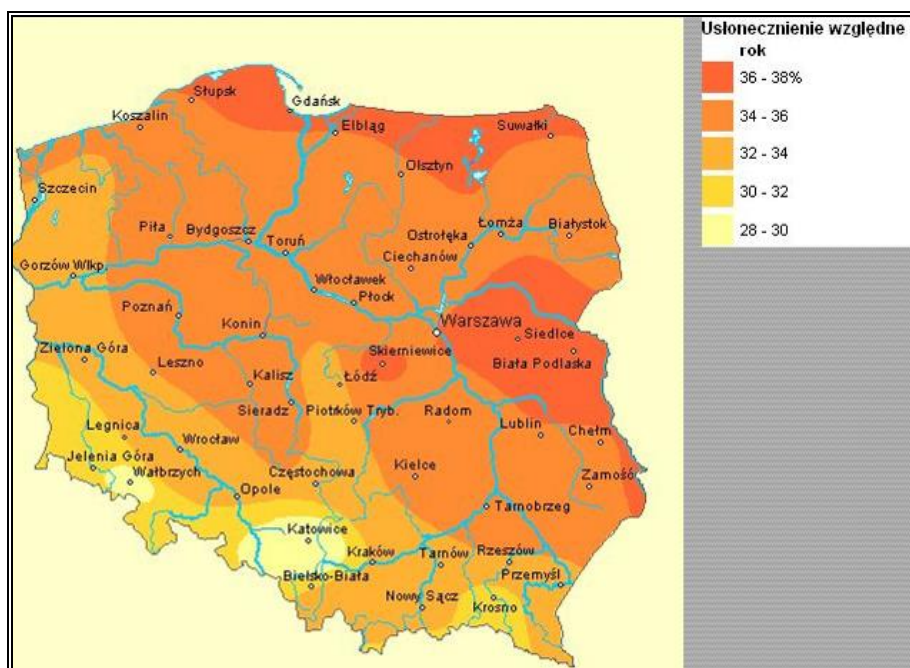 Usłonecznienie względne
rok
36 - 38%
34 - 36
32 - 34
30 - 32
28 - 30
Słupsk
Gdańsk
Koszalin
Elbląg
Suwałki
Olsztyn
Szczecin
Piła
Bydgoszcz
Toruń
Ostrołęka
Łomża
Białystok
Ciechanów
Gorzów Wlkp.
Włocławek
Płock
Poznań
Konin
Warszawa
Siedlce
Skierniewice
Biała Podlaska
Zielona Góra
Leszno
Kalisz
Łódź
Sieradz
Piotrków Tryb.
Radom
Lublin
Chełm
Legnica
Wrocław
Jelenia Góra
Wałbrzych
Częstochowa
Kielce
Zamość
Opole
Tarnobrzeg
Katowice
Kraków
Tarnów
Rzeszów
Przemyśl
Bielsko-Biała
Nowy Sącz
Krosno